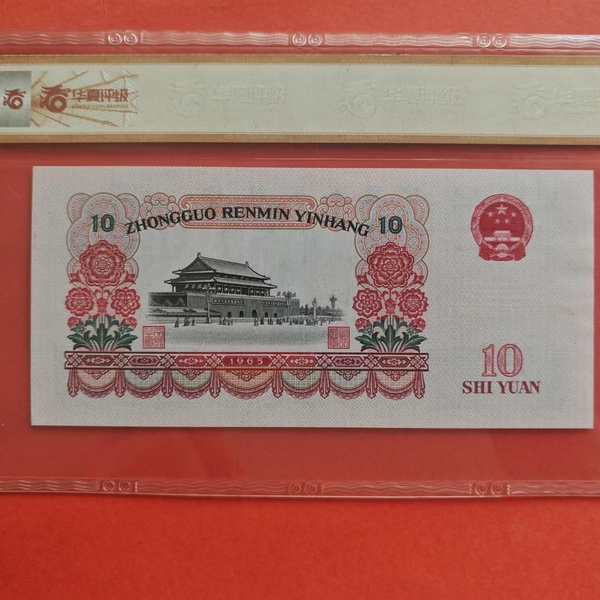 华夏评级
10 ZHONGGUO RENMIN YINHANG 10
1965
10
SHI YUAN